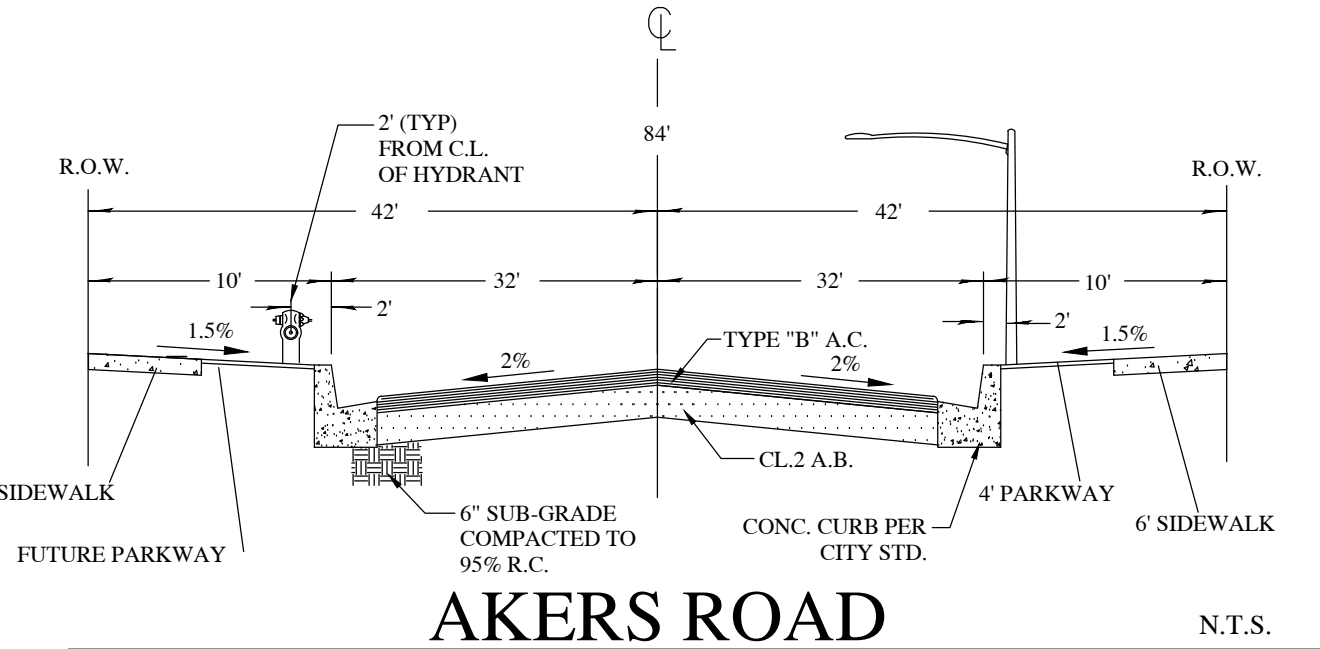 CL
84'
2' (TYP)
FROM C.L.
OF HYDRANT
R.O.W.
R.O.W.
42'
42'
10'
32'
32'
10'
2'
2'
1.5%
1.5%
2%
2%
TYPE "B" A.C.
CL.2 A.B.
SIDEWALK
FUTURE PARKWAY
6" SUB-GRADE
COMPACTED TO
95% R.C.
CONC. CURB PER
CITY STD.
4' PARKWAY
6' SIDEWALK
AKERS ROAD
N.T.S.